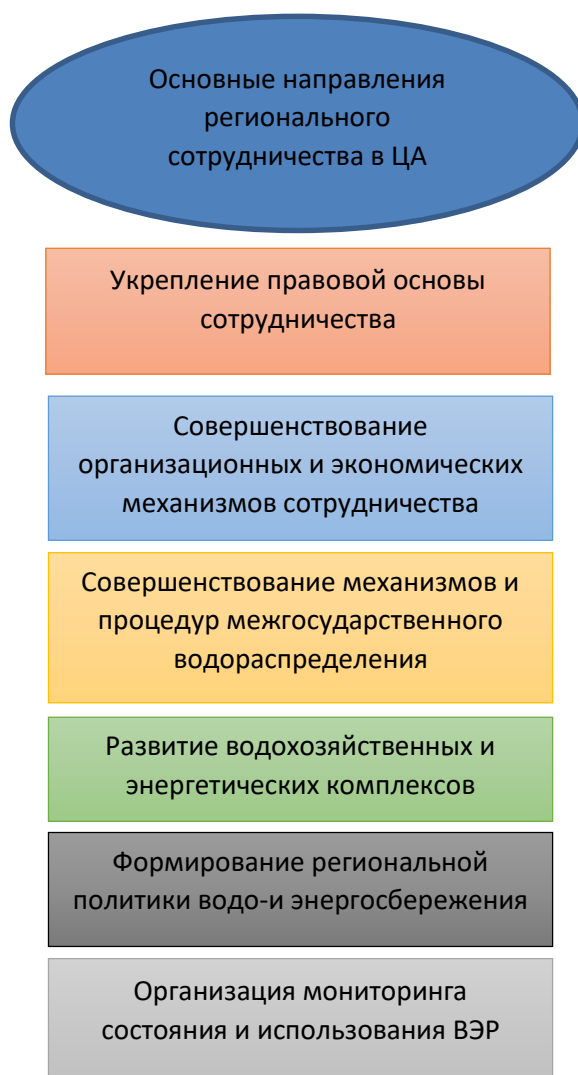 Основные направления
регионального
сотрудничества в ЦА
Укрепление правовой основы
сотрудничества
Совершенствование
организационных и экономических
механизмов сотрудничества
Совершенствование механизмов и
процедур межгосударственного
водораспределения
Развитие водохозяйственных и
энергетических комплексов
Формирование региональной
политики водо-и энергосбережения
Организация мониторинга
состояния и использования ВЭР